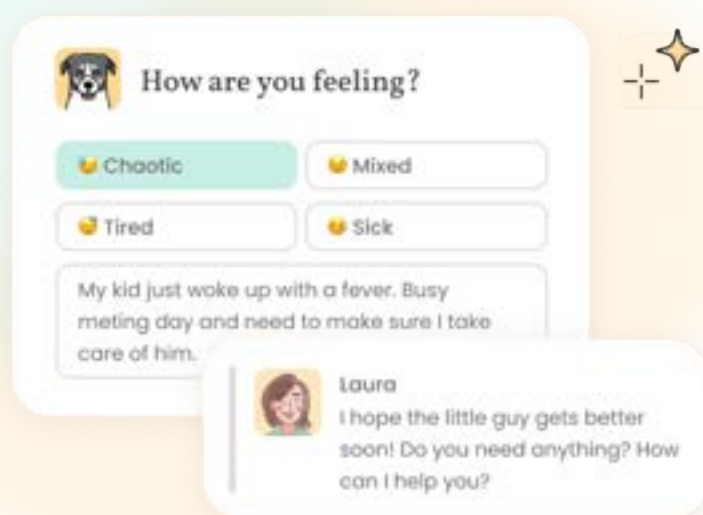 How are you feeling?
Chaotic
Mixed
Tired
Sick
My kid just woke up with a fever. Busy
meting day and need to make sure I take
care of him.
Laura
I hope the little guy gets better
soon! Do you need anything? How
can I help you?